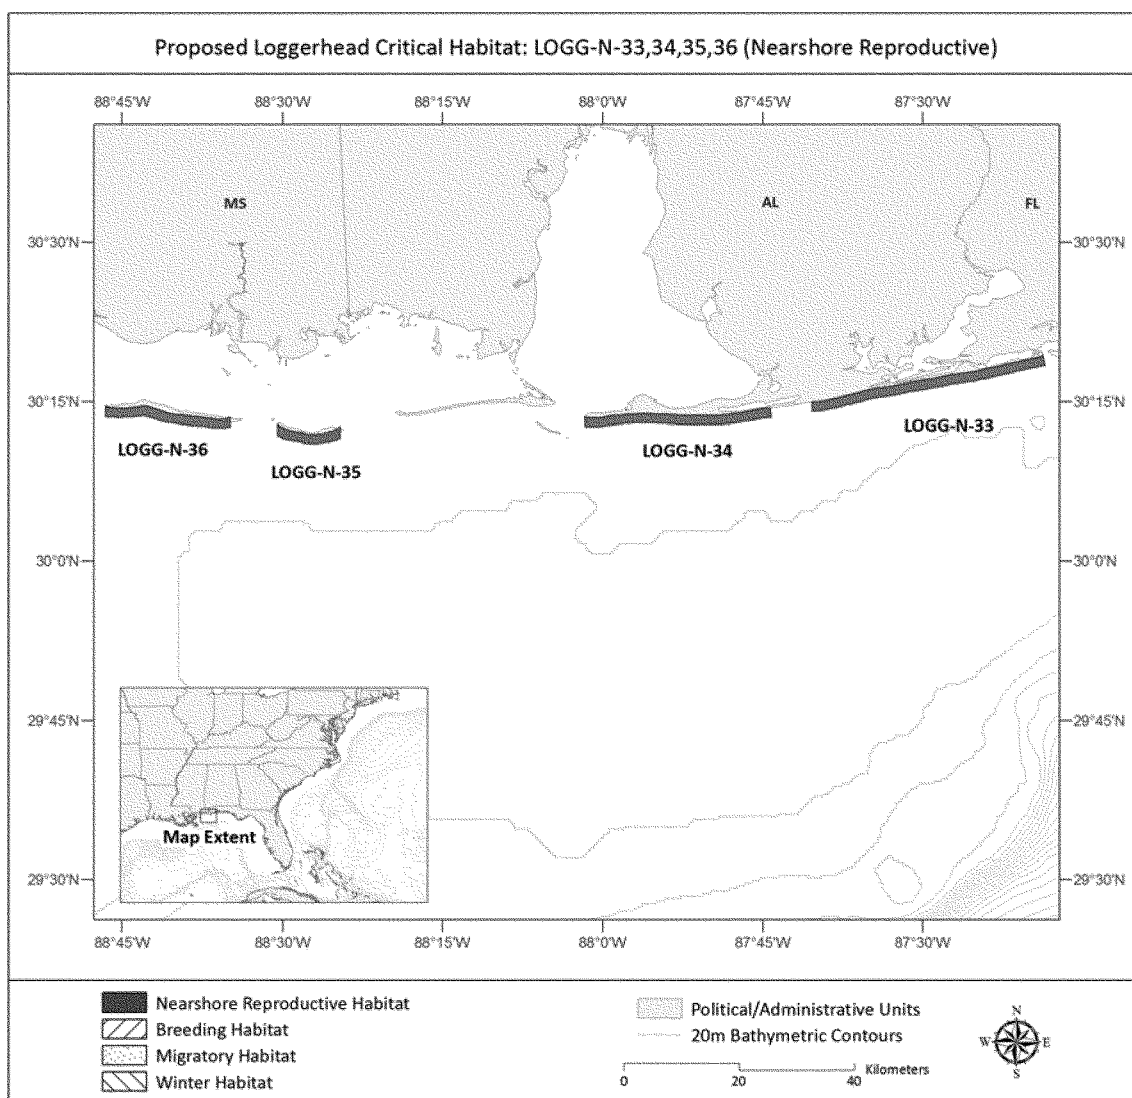 Proposed Loggerhead Critical Habitat: LOGG-N-33,34,35,36 (Nearshore Reproductive)
88°45'W 88°30'W 88°15'W 88°0'W 87°45'W 87°30'W
MS AL FL
30°30'N 30°30'N
30°15'N 30°15'N
LOGG-N-33
LOGG-N-36 LOGG-N-34
LOGG-N-35
30°0'N 30°0'N
29°45'N 29°45'N
Map Extent
29°30'N 29°30'N
88°45'W 88°30'W 88°15'W 88°0'W 87°45'W 87°30'W
Nearshore Reproductive Habitat
Breeding Habitat
Migratory Habitat
Winter Habitat
Political/Administrative Units
20m Bathymetric Contours
Kilometers
0 20 40
N
W E
S